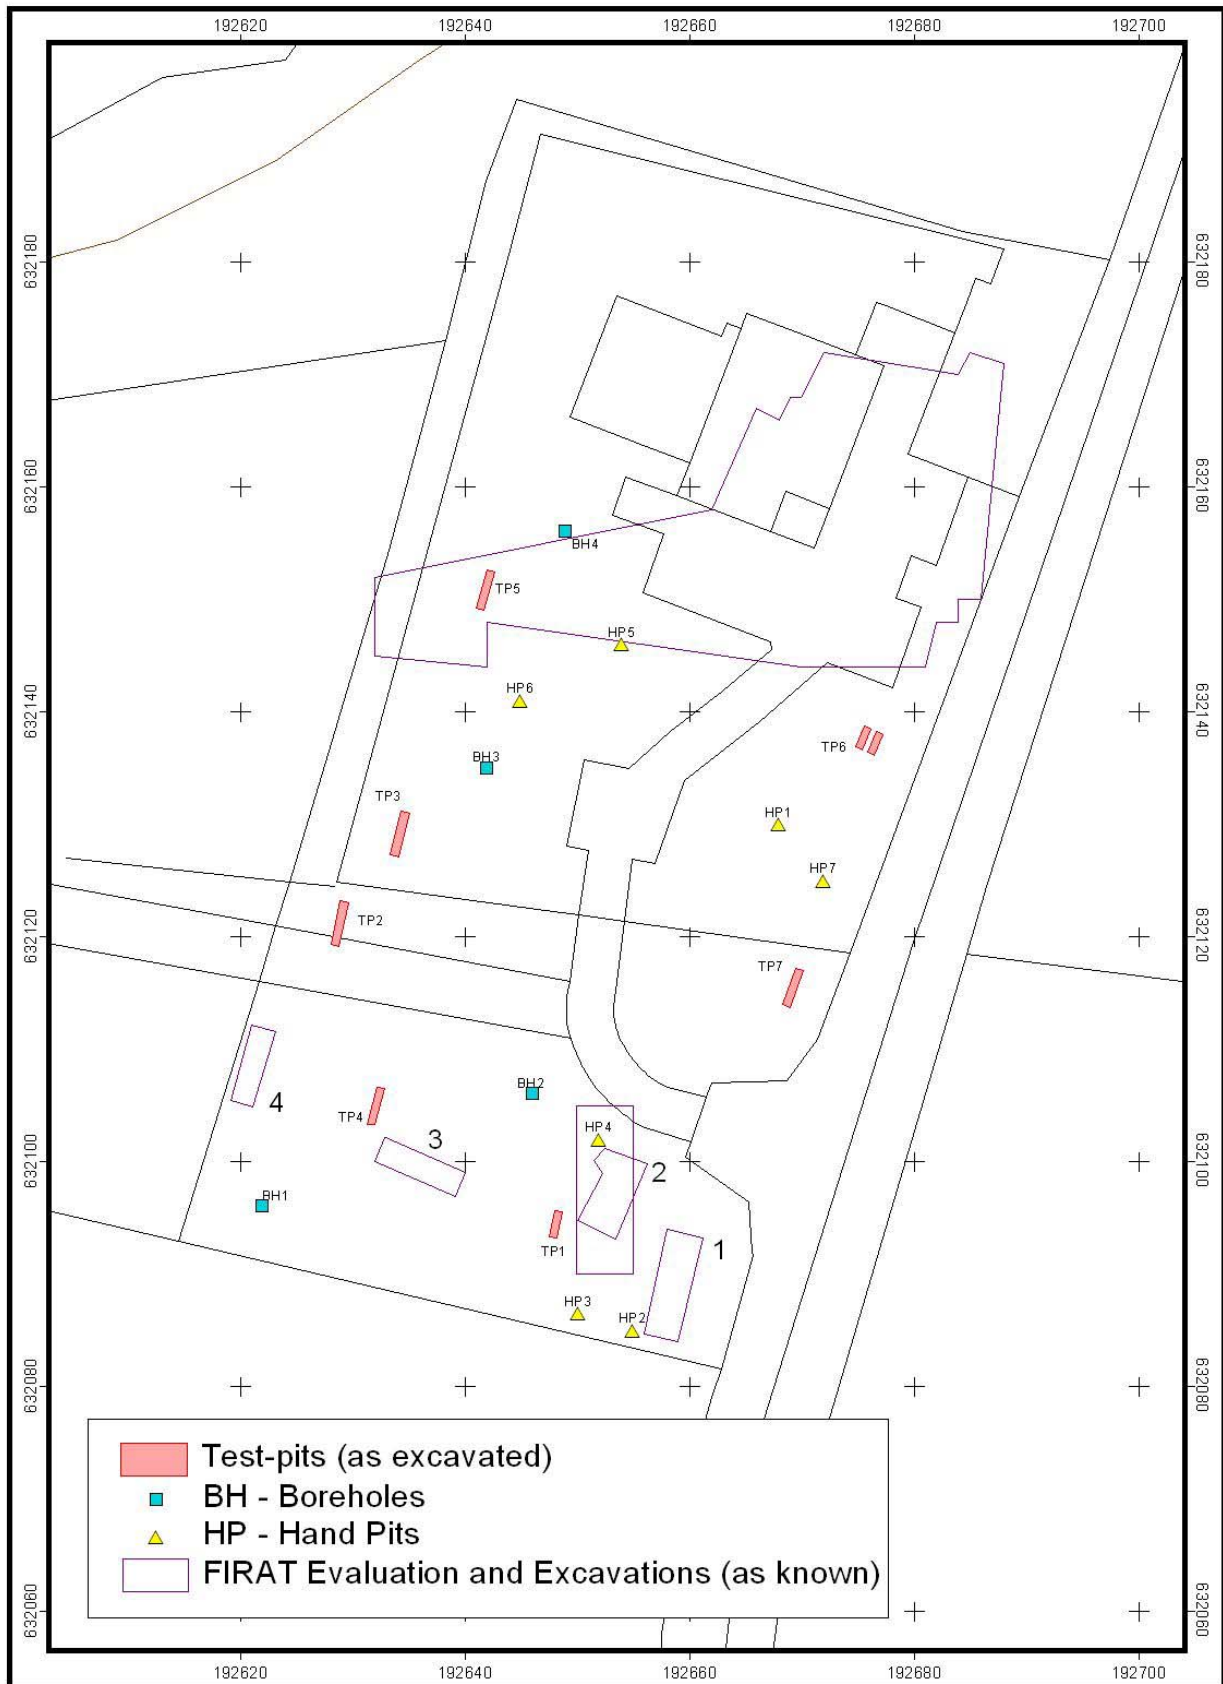 192620 192640 192660 192680 192700
632180 632180
632160 632160
BH4
TP5
HP5
HP6
632140 632140
TP6
BH3
TP3
HP1
HP7
TP2
632120 632120
TP7
BH2
4
TP4
HP4
3
2
632100 632100
BH1
TP1
1
HP3
HP2
632080 632080
Test-pits (as excavated)
BH - Boreholes
HP - Hand Pits
FIRAT Evaluation and Excavations (as known)
632060 632060
192620 192640 192660 192680 192700